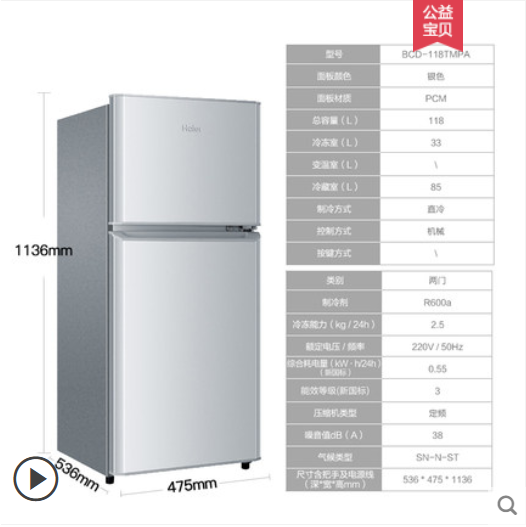 公益
宝贝
型号 BCD-118TMPA
面板颜色 银色
面板材质 PCM
总容量（L） 118
冷冻室（L） 33
变温室（L） \
冷藏室（L） 85
制冷方式 直冷
控制方式 机械
按键方式 \
类别 两门
制冷剂 R600a
冷冻能力（kg / 24h） 2.5
额定电压 / 频率 220V / 50Hz
综合耗电量（kW · h/24h）
（新国标） 0.55
能效等级(新国标) 3
压缩机类型 定频
噪音值dB（A） 38
气候类型 SN-N-ST
尺寸含把手及电源线
（深*宽*高mm） 536 * 475 * 1136
Haier
1136mm
536mm
475mm